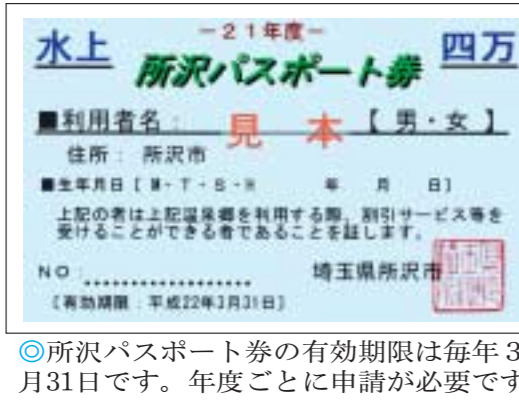 －21年度－
水上 所沢パスポート券 四万
■利用者名： 見本 【 男・女 】
住所： 所沢市
■生年月日［M・T・S・H 年 月 日］
上記の者は上記温泉郷を利用する際、割引サービス等を
受けることができる者であることを証します。
NO.................. 埼玉県所沢市
［有効期限：平成22年3月31日］
◎所沢パスポート券の有効期限は毎年３
月31日です。年度ごとに申請が必要です